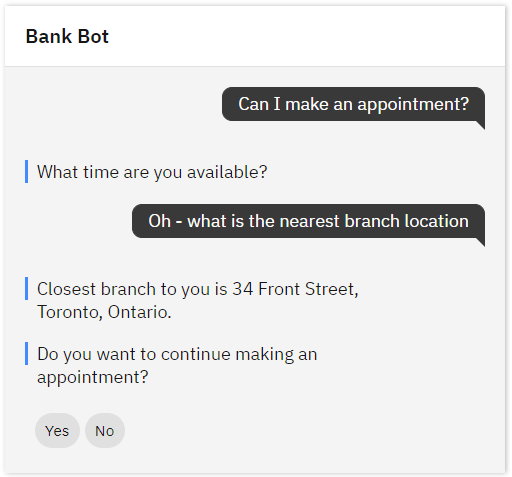 Bank Bot
Can I make an appointment?
What time are you available?
Oh - what is the nearest branch location
Closest branch to you is 34 Front Street,
Toronto, Ontario.
Do you want to continue making an
appointment?
Yes No